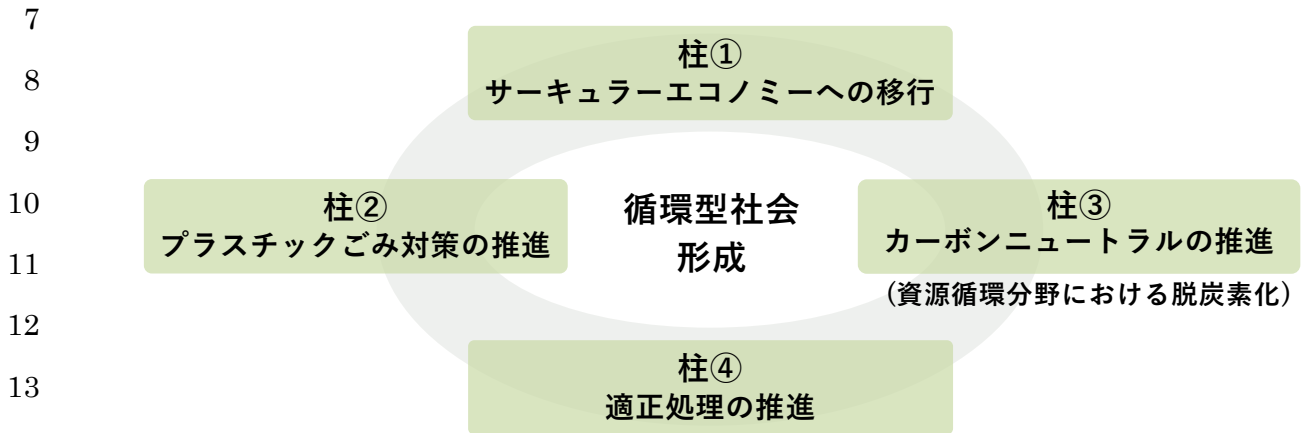 7
柱①
8
サーキュラーエコノミーへの移行
9
10
柱②
循環型社会
柱③
プラスチックごみ対策の推進
形成
カーボンニュートラルの推進
11
(資源循環分野における脱炭素化)
12
柱④
13
適正処理の推進